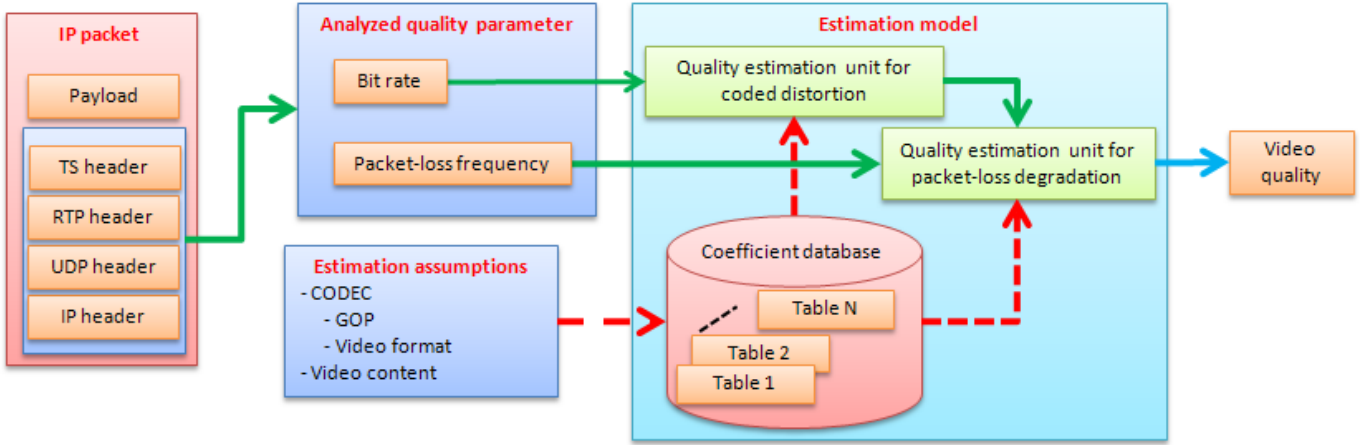 IP packet
Payload
TS header
RTP header
UDP header
IP header
Analyzed quality parameter
Bit rate
Packet-loss frequency
Estimation assumptions
- CODEC
- GOP
- Video format
- Video content
Estimation model
Quality estimation unit for
coded distortion
Quality estimation unit for
packet-loss degradation
Coefficient database
Table N
Table 2
Table 1
Video
quality